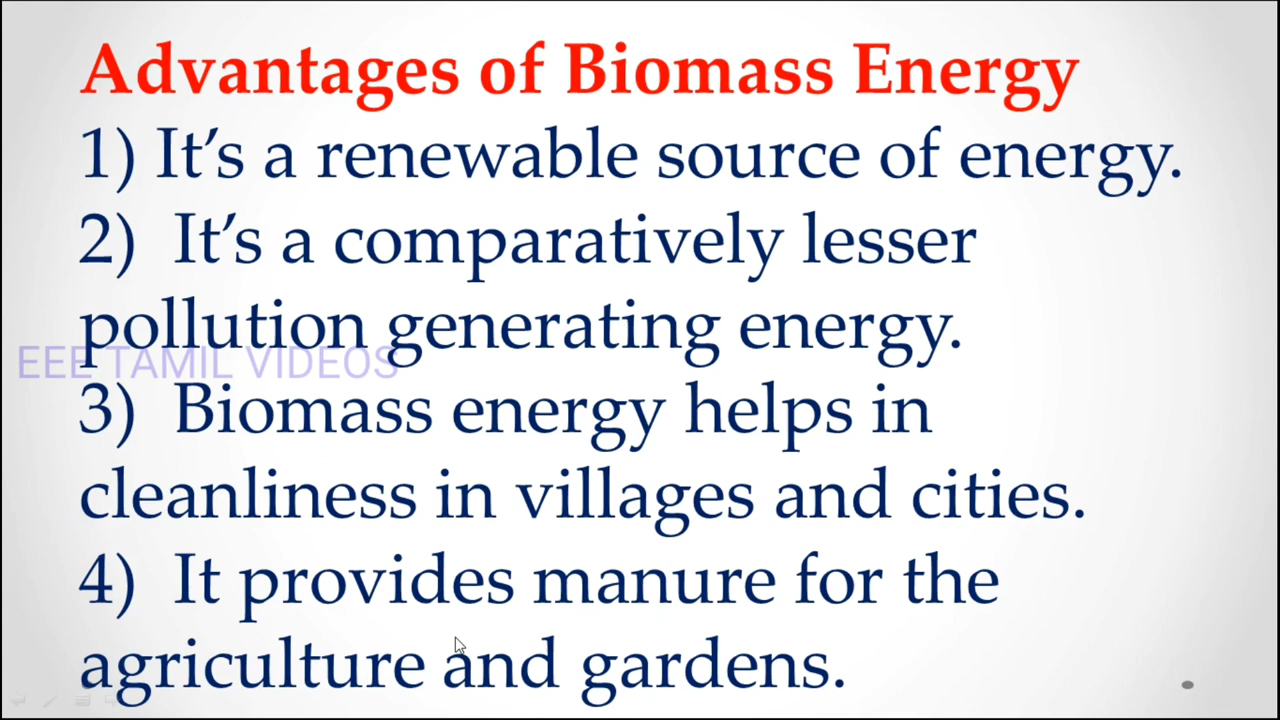 Advantages of Biomass Energy
1) It’s a renewable source of energy.
2) It’s a comparatively lesser
pollution generating energy.
EEE TAMIL VIDEOS
3) Biomass energy helps in
cleanliness in villages and cities.
4) It provides manure for the
agriculture and gardens.